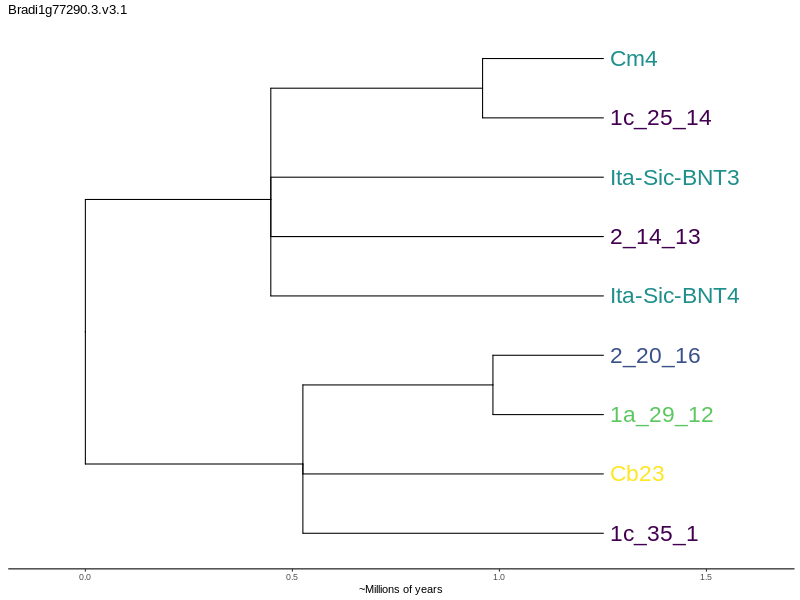 Bradi1g77290.3.v3.1
Cm4
1c_25_14
Ita-Sic-BNT3
2_14_13
Ita-Sic-BNT4
2_20_16
1a_29_12
Cb23
1c_35_1
0.0 0.5 1.0 1.5
~Millions of years